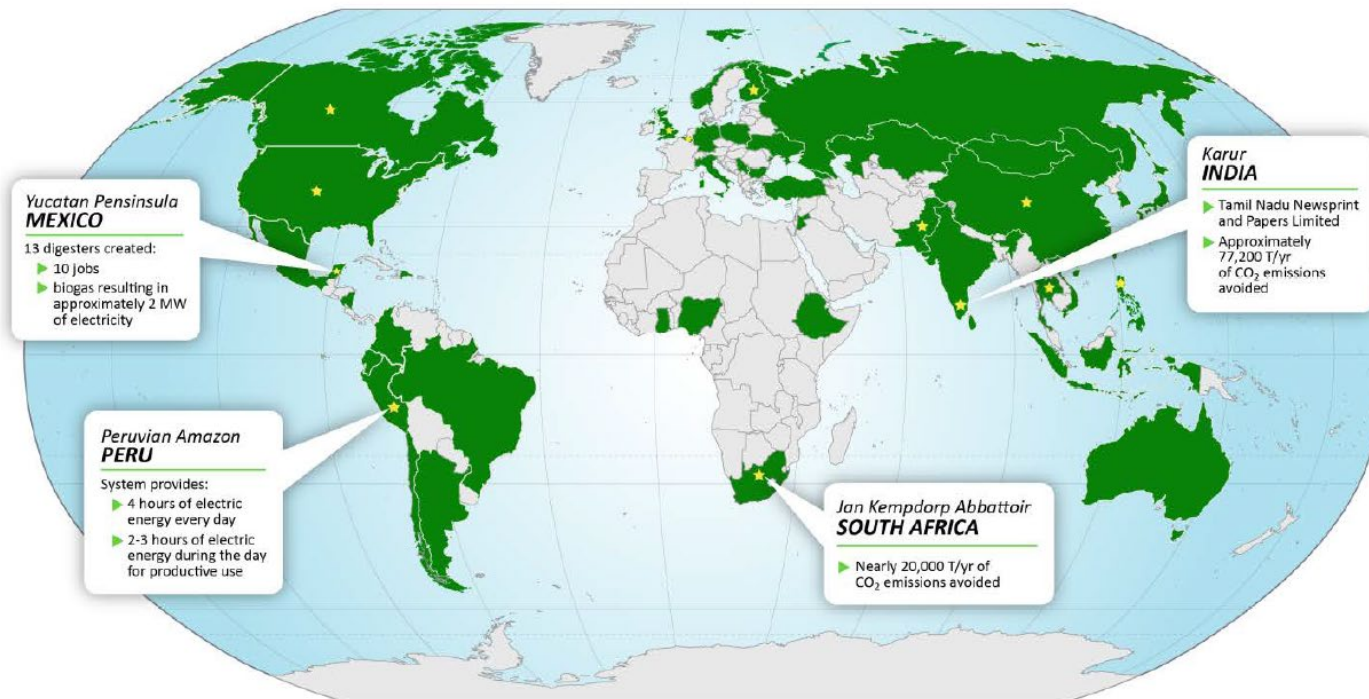 Yucatan Pensinsula
MEXICO
13 digesters created:
10 jobs
biogas resulting in
approximately 2 MW
of electricity
Peruvian Amazon
PERU
System provides:
4 hours of electric
energy every day
2-3 hours of electric
energy during the day
for productive use
Jan Kempdorp Abbattoir
SOUTH AFRICA
Nearly 20,000 T/yr of
CO₂ emissions avoided
Karur
INDIA
Tamil Nadu Newsprint
and Papers Limited
Approximately
77,200 T/yr
of CO₂ emissions
avoided